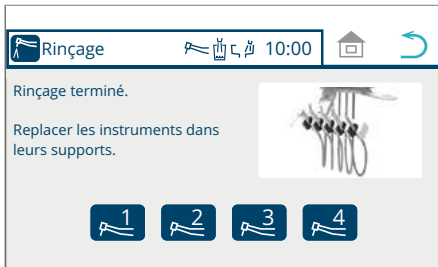 Rinçage 10:00
Rinçage terminé.
Replacer les instruments dans
leurs supports.
1 2 3 4